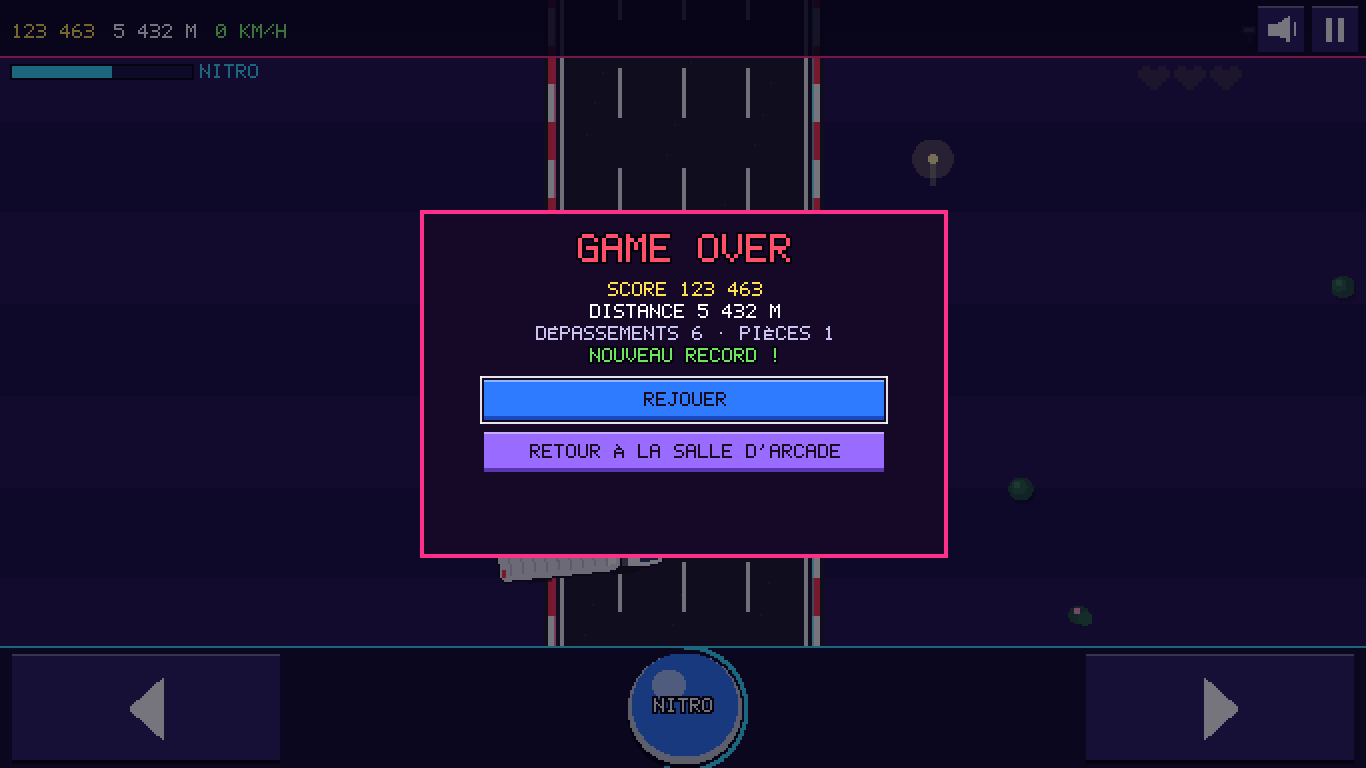 123 463 5 432 M 0 KM/H
NITRO
GAME OVER
SCORE 123 463
DISTANCE 5 432 M
DÉPASSEMENTS 6 · PIÈCES 1
NOUVEAU RECORD !
REJOUER
RETOUR À LA SALLE D'ARCADE
NITRO